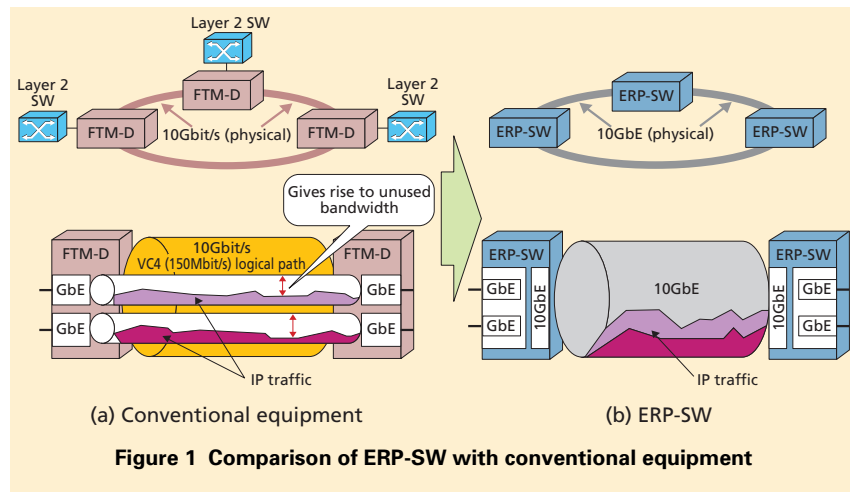 Layer 2 SW
Layer 2
SW
Layer 2
SW
FTM-D
FTM-D
10Gbit/s (physical)
FTM-D
ERP-SW
ERP-SW
10GbE (physical)
ERP-SW
Gives rise to unused
bandwidth
FTM-D
10Gbit/s
VC4 (150Mbit/s) logical path
FTM-D
GbE
GbE
GbE
GbE
IP traffic
ERP-SW
GbE
GbE
10GbE
10GbE
ERP-SW
10GbE
GbE
GbE
IP traffic
(a) Conventional equipment
(b) ERP-SW
Figure 1 Comparison of ERP-SW with conventional equipment